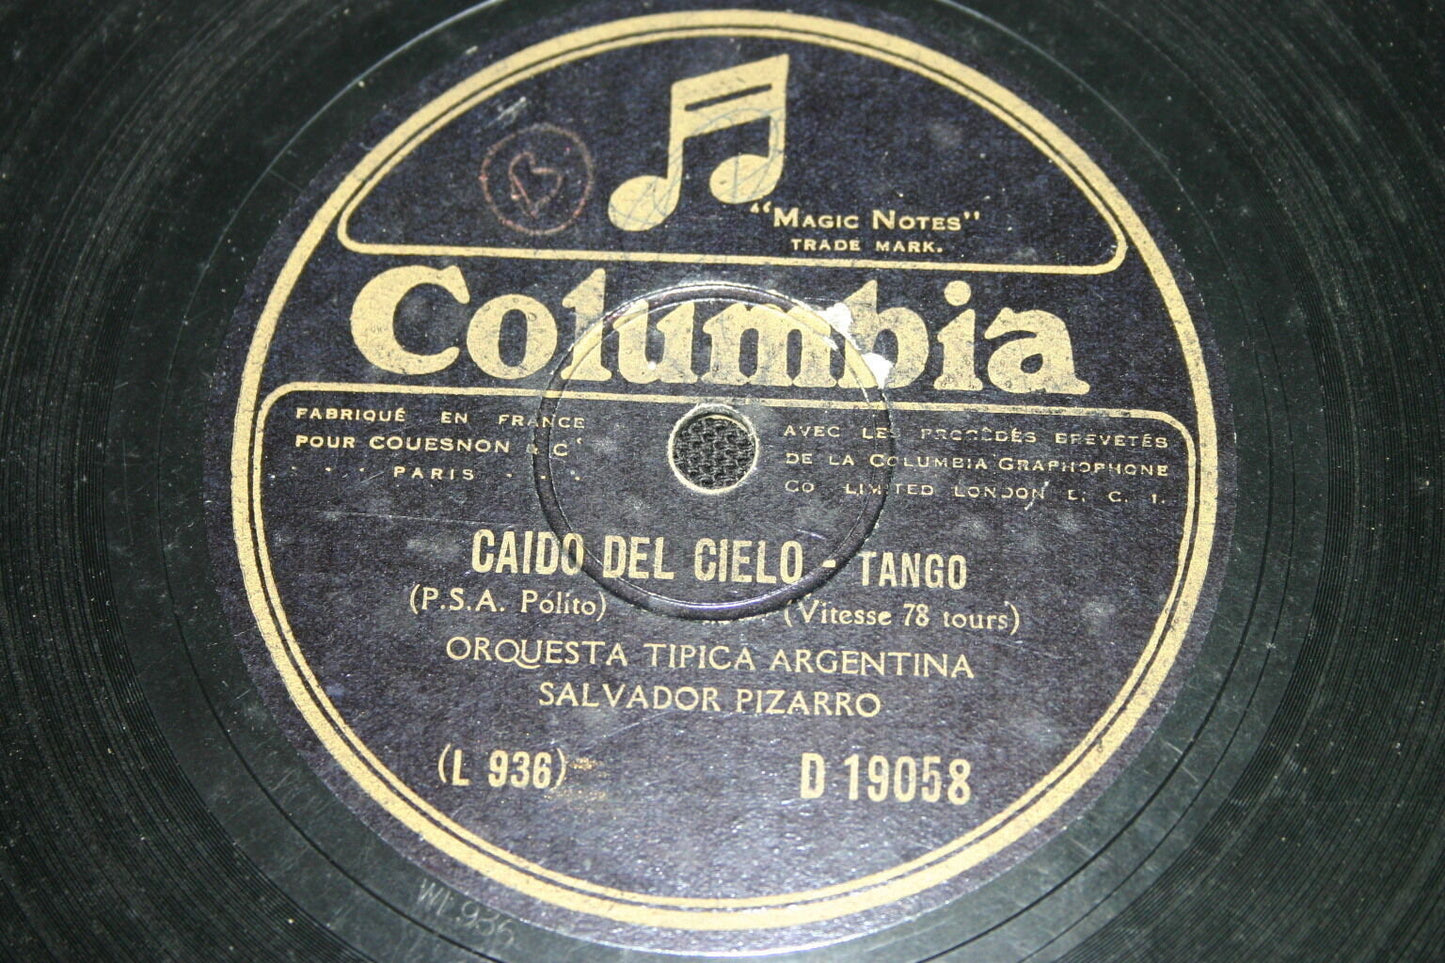 B
"MAGIC NOTES"
TRADE MARK.
Columbia
FABRIQUÉ EN FRANCE
POUR COUESNON & Cⁱᵉ
PARIS
AVEC LES PROCÉDÉS BREVETÉS
DE LA COLUMBIA GRAPHOPHONE
CO LIMITED LONDON E. C. 1.
CAIDO DEL CIELO - TANGO
(P.S.A. Pólito) (Vitesse 78 tours)
ORQUESTA TIPICA ARGENTINA
SALVADOR PIZARRO
(L 936) D 19058